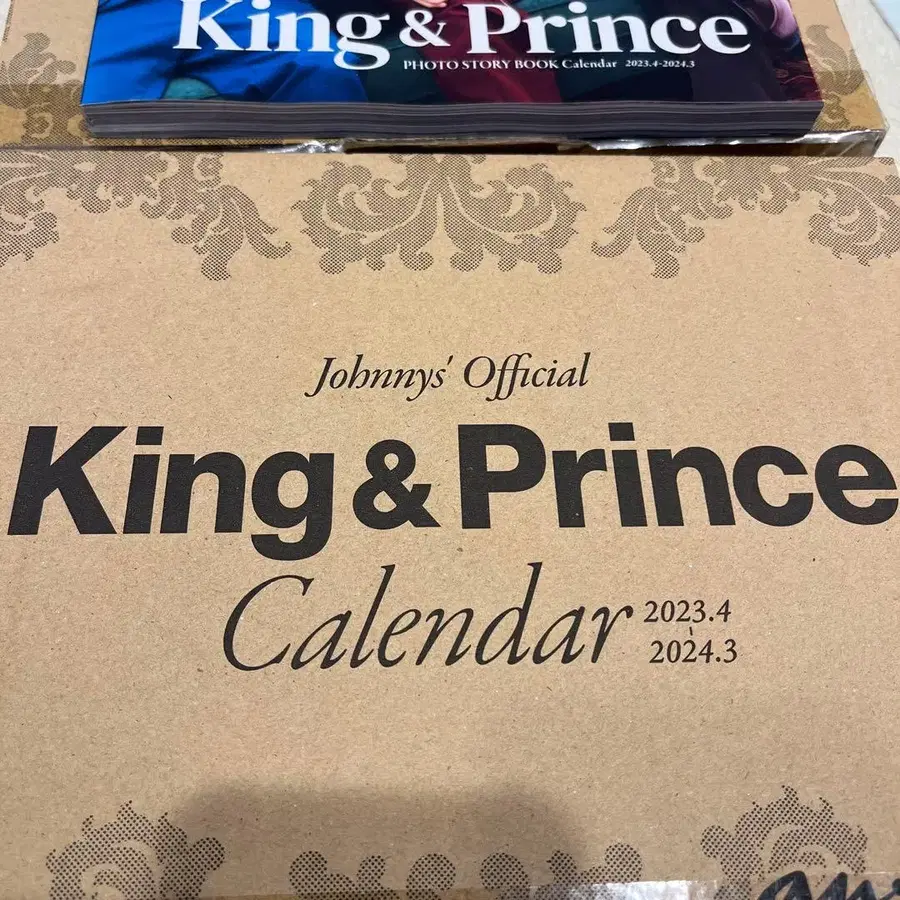 King & Prince
PHOTO STORY BOOK Calendar 2023.4-2024.3
Johnnys' Official
King & Prince
Calendar 2023.4
~
2024.3
an